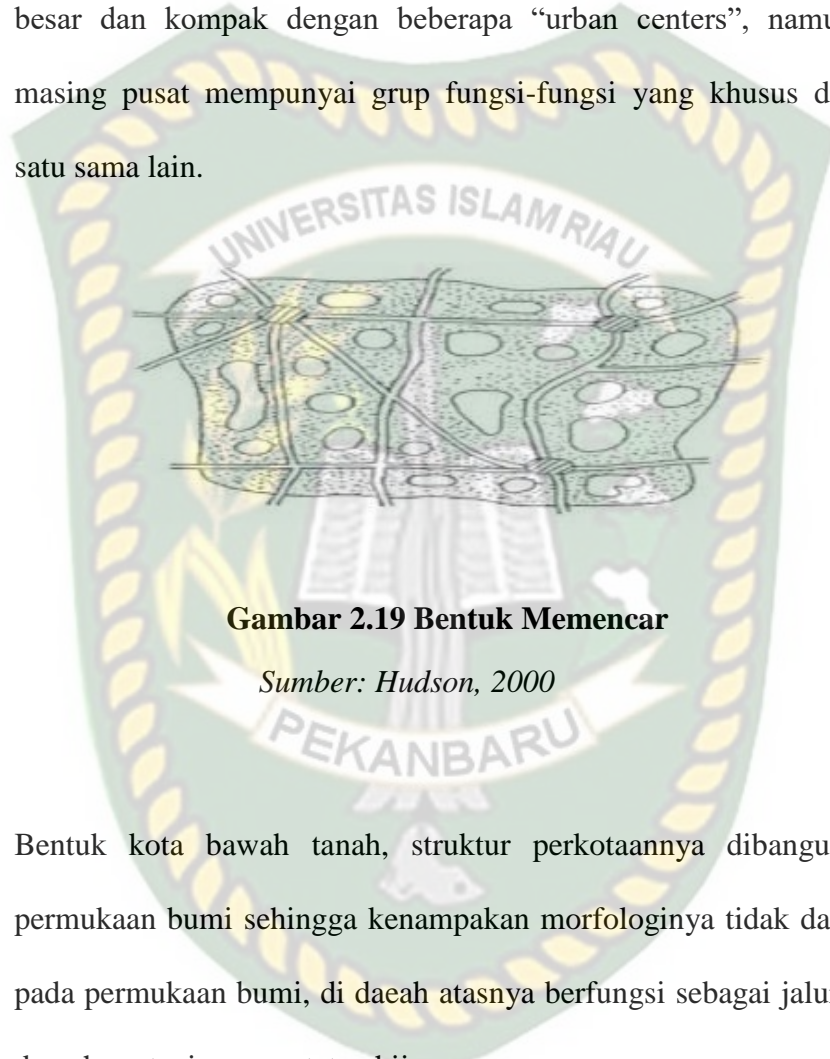 besar dan kompak dengan beberapa “urban centers”, namu
masing pusat mempunyai grup fungsi-fungsi yang khusus d
satu sama lain.
UNIVERSITAS ISLAM RIAU
Gambar 2.19 Bentuk Memencar
Sumber: Hudson, 2000
PEKANBARU
Bentuk kota bawah tanah, struktur perkotaannya dibangu
permukaan bumi sehingga kenampakan morfologinya tidak da
pada permukaan bumi, di daeah atasnya berfungsi sebagai jalu